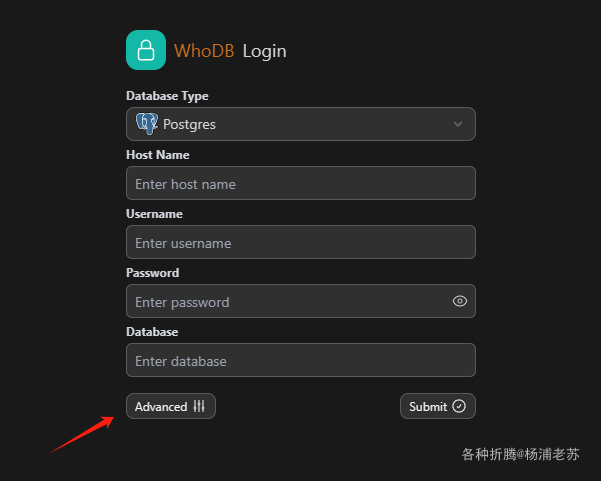 WhoDB Login
Database Type
Postgres
Host Name
Enter host name
Username
Enter username
Password
Enter password
Database
Enter database
Advanced
Submit
各种折腾@杨浦老苏